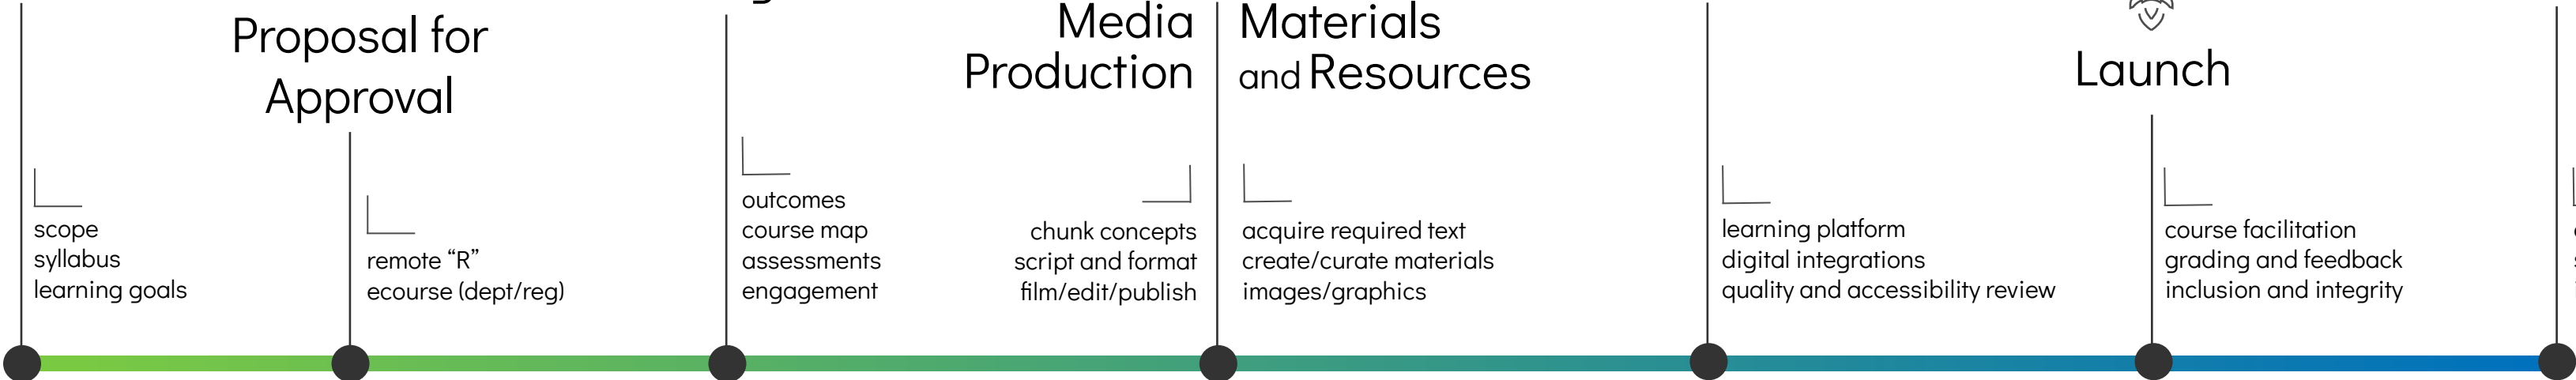 Proposal for
Approval
Media
Production
Materials
and Resources
Launch
scope
syllabus
learning goals
remote “R”
ecourse (dept/reg)
outcomes
course map
assessments
engagement
chunk concepts
script and format
film/edit/publish
acquire required text
create/curate materials
images/graphics
learning platform
digital integrations
quality and accessibility review
course facilitation
grading and feedback
inclusion and integrity